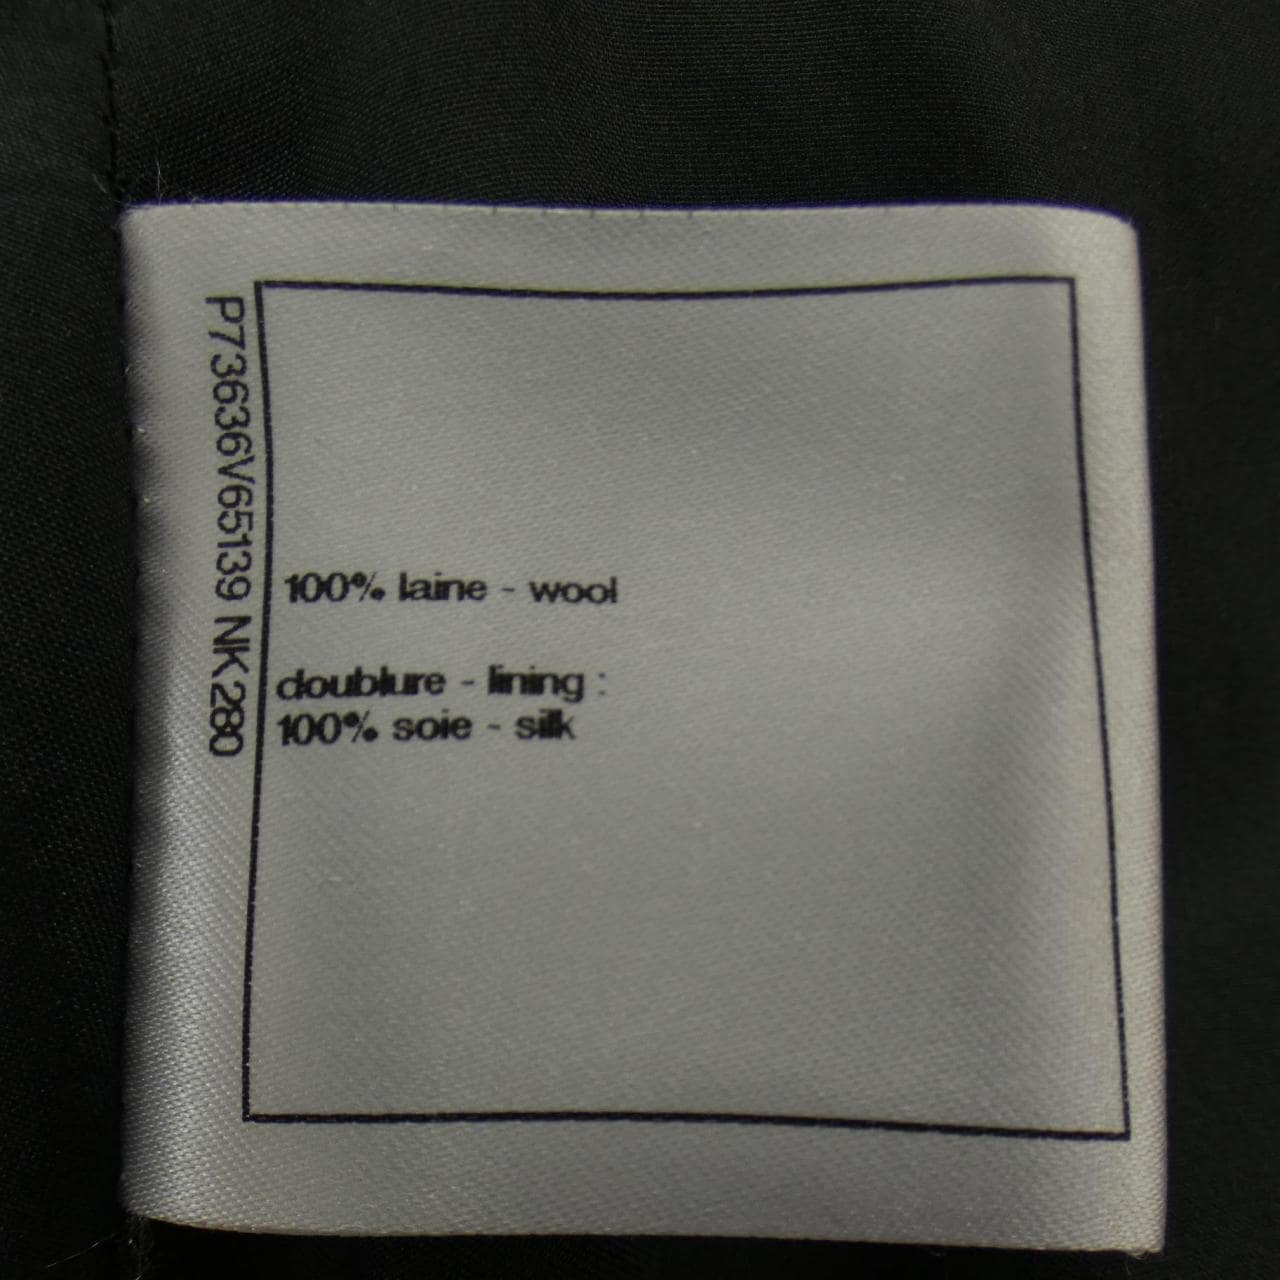 P73636V65139 NK280
100% laine - wool
doublure - lining :
100% soie - silk